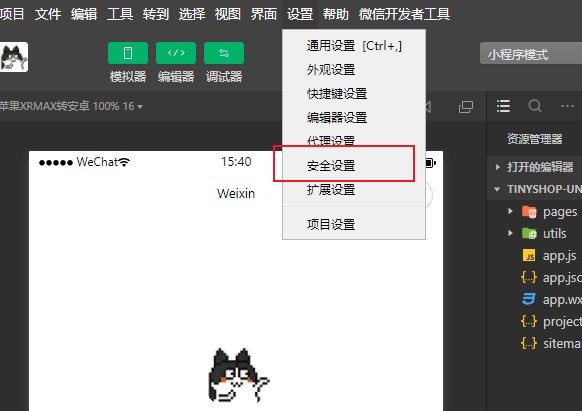 项目 文件 编辑 工具 转到 选择 视图 界面 设置 帮助 微信开发者工具
模拟器 编辑器 调试器
小程序模式
苹果XRMAX转安卓 100% 16
通用设置 [Ctrl+,]
外观设置
快捷键设置
编辑器设置
代理设置
安全设置
扩展设置
项目设置
WeChat 15:40
Weixin
资源管理器
打开的编辑器
TINYSHOP-UN
pages
utils
JS app.js
{..} app.jso
app.wx
{..} project
{..} sitema